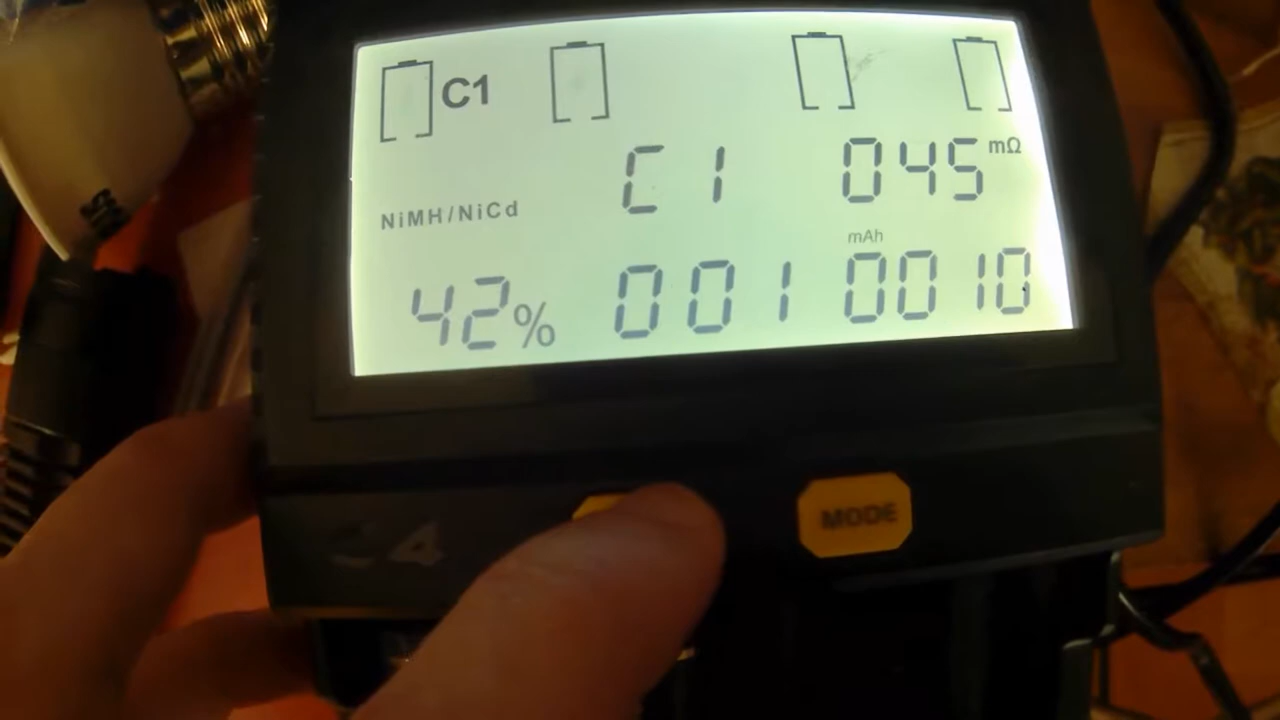 C1
C1 045 mΩ
NiMH/NiCd
mAh
42% 001 0010
MODE